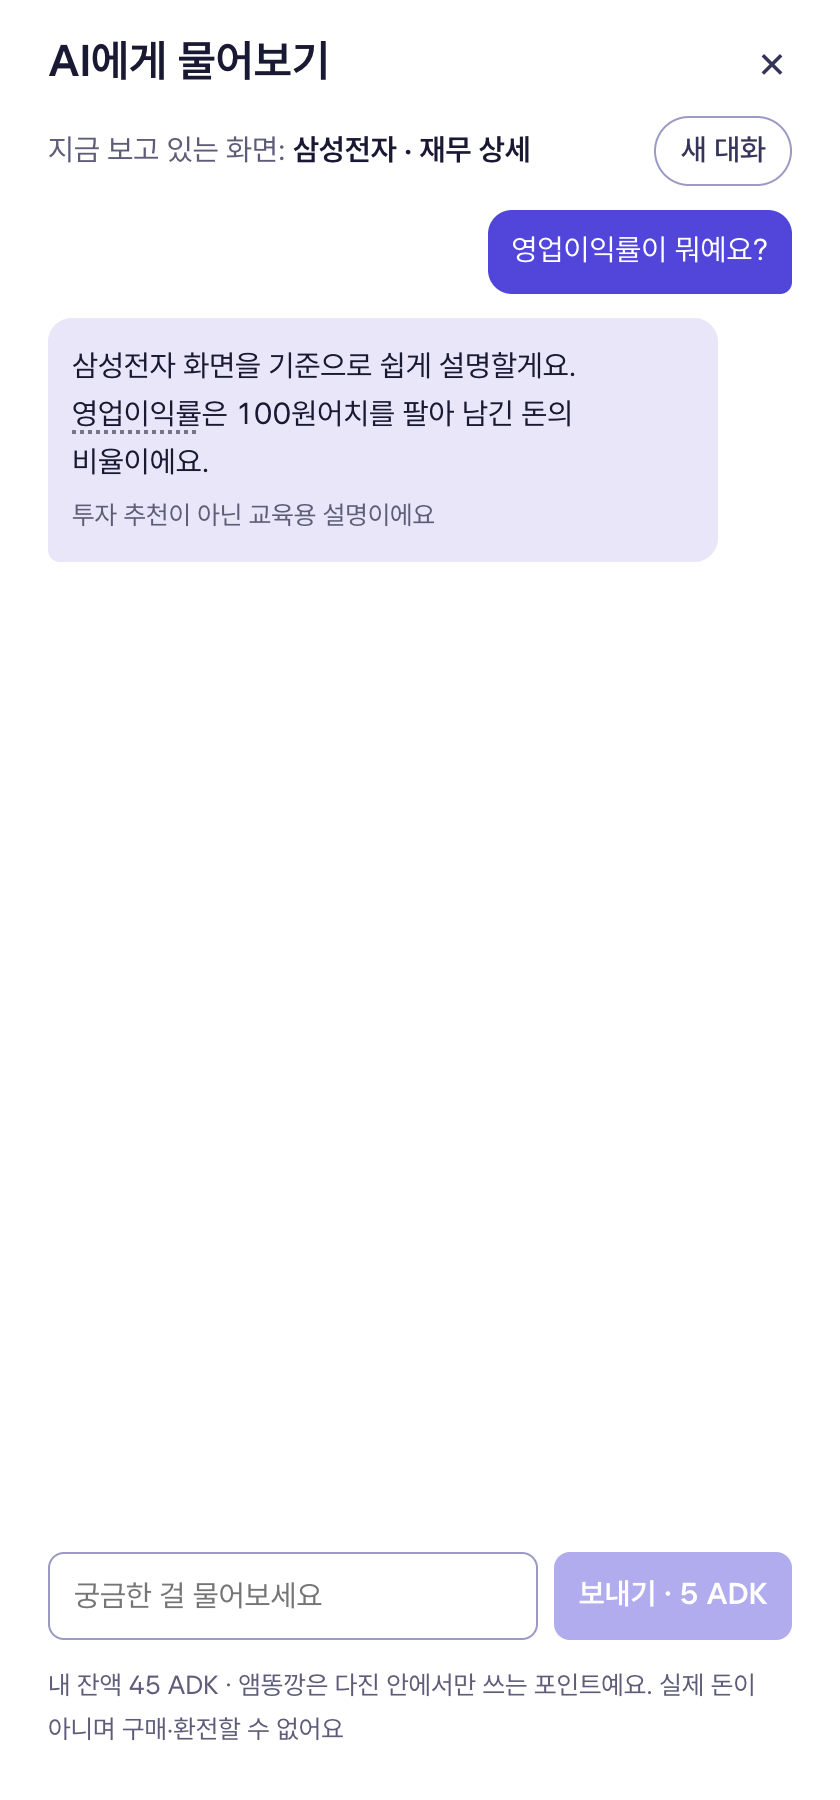 AI에게 물어보기
×
지금 보고 있는 화면: 삼성전자 · 재무 상세
새 대화
영업이익률이 뭐예요?
삼성전자 화면을 기준으로 쉽게 설명할게요.
영업이익률은 100원어치를 팔아 남긴 돈의
비율이에요.
투자 추천이 아닌 교육용 설명이에요
궁금한 걸 물어보세요
보내기 · 5 ADK
내 잔액 45 ADK · 앰똥깡은 다진 안에서만 쓰는 포인트예요. 실제 돈이
아니며 구매·환전할 수 없어요